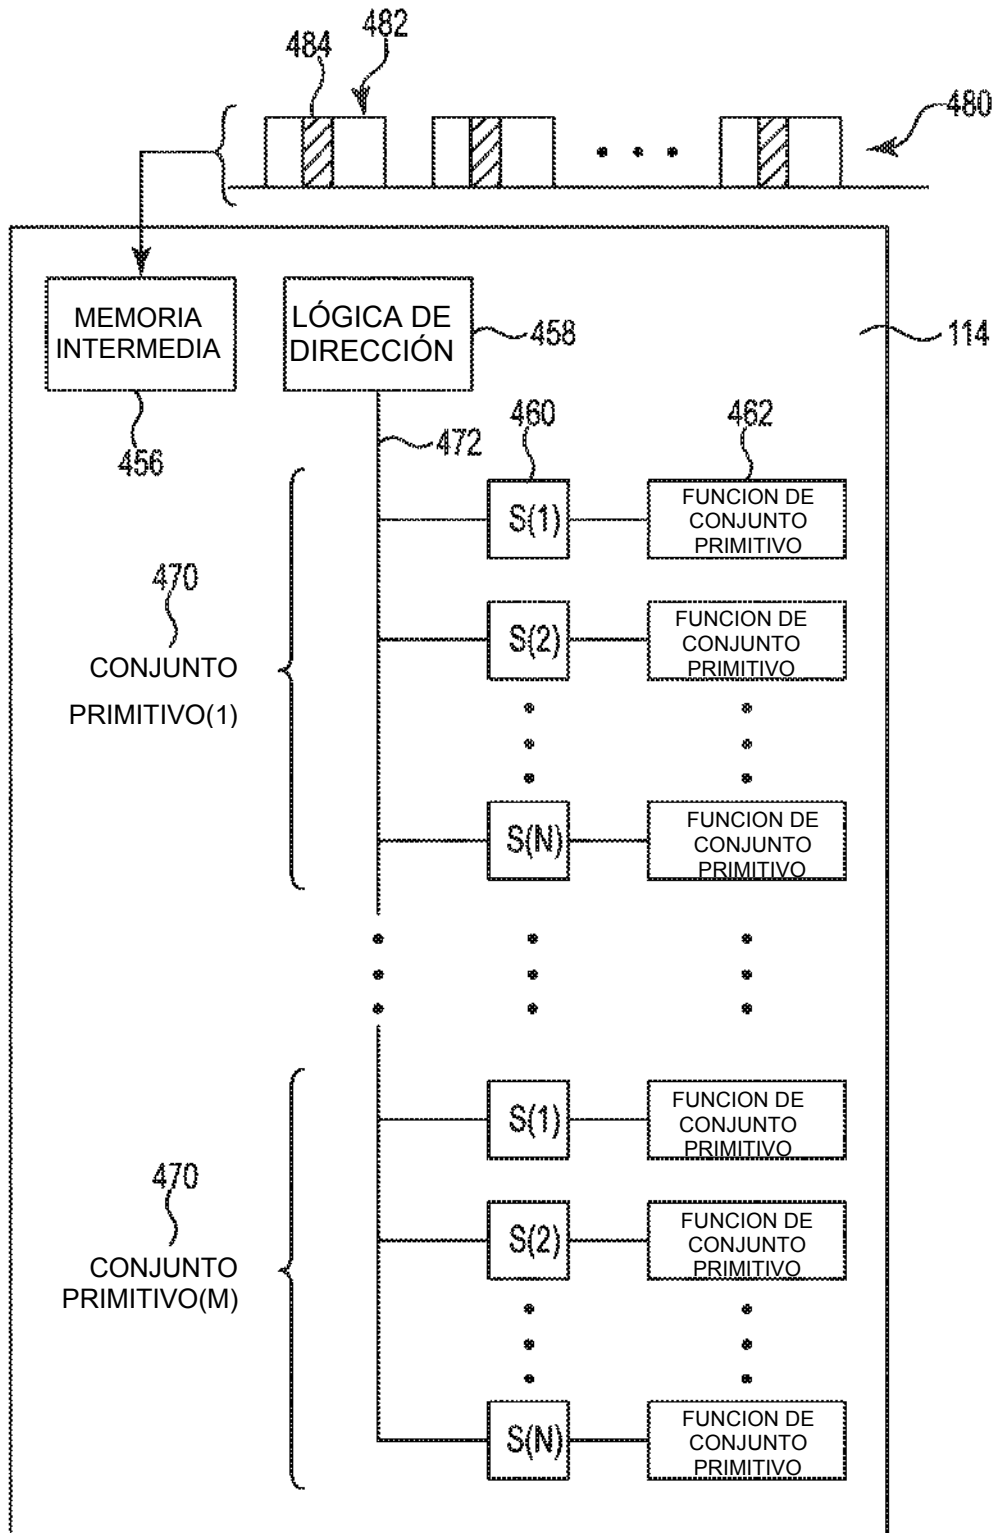 482
484
480
MEMORIA
INTERMEDIA
LÓGICA DE
DIRECCIÓN
458
114
456
472
460
462
S(1)
FUNCION DE
CONJUNTO
PRIMITIVO
470
CONJUNTO
PRIMITIVO(1)
S(2)
FUNCION DE
CONJUNTO
PRIMITIVO
S(N)
FUNCION DE
CONJUNTO
PRIMITIVO
S(1)
FUNCION DE
CONJUNTO
PRIMITIVO
470
CONJUNTO
PRIMITIVO(M)
S(2)
FUNCION DE
CONJUNTO
PRIMITIVO
S(N)
FUNCION DE
CONJUNTO
PRIMITIVO